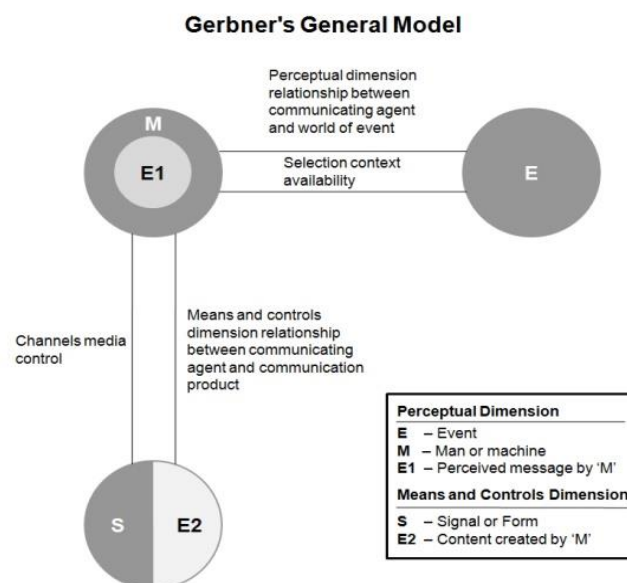 Gerbner's General Model
Perceptual dimension
relationship between
communicating agent
and world of event
M
E1
Selection context
availability
E
Channels media
control
Means and controls
dimension relationship
between communicating
agent and communication
product
S
E2
Perceptual Dimension
E – Event
M – Man or machine
E1 – Perceived message by 'M'
Means and Controls Dimension
S – Signal or Form
E2 – Content created by 'M'